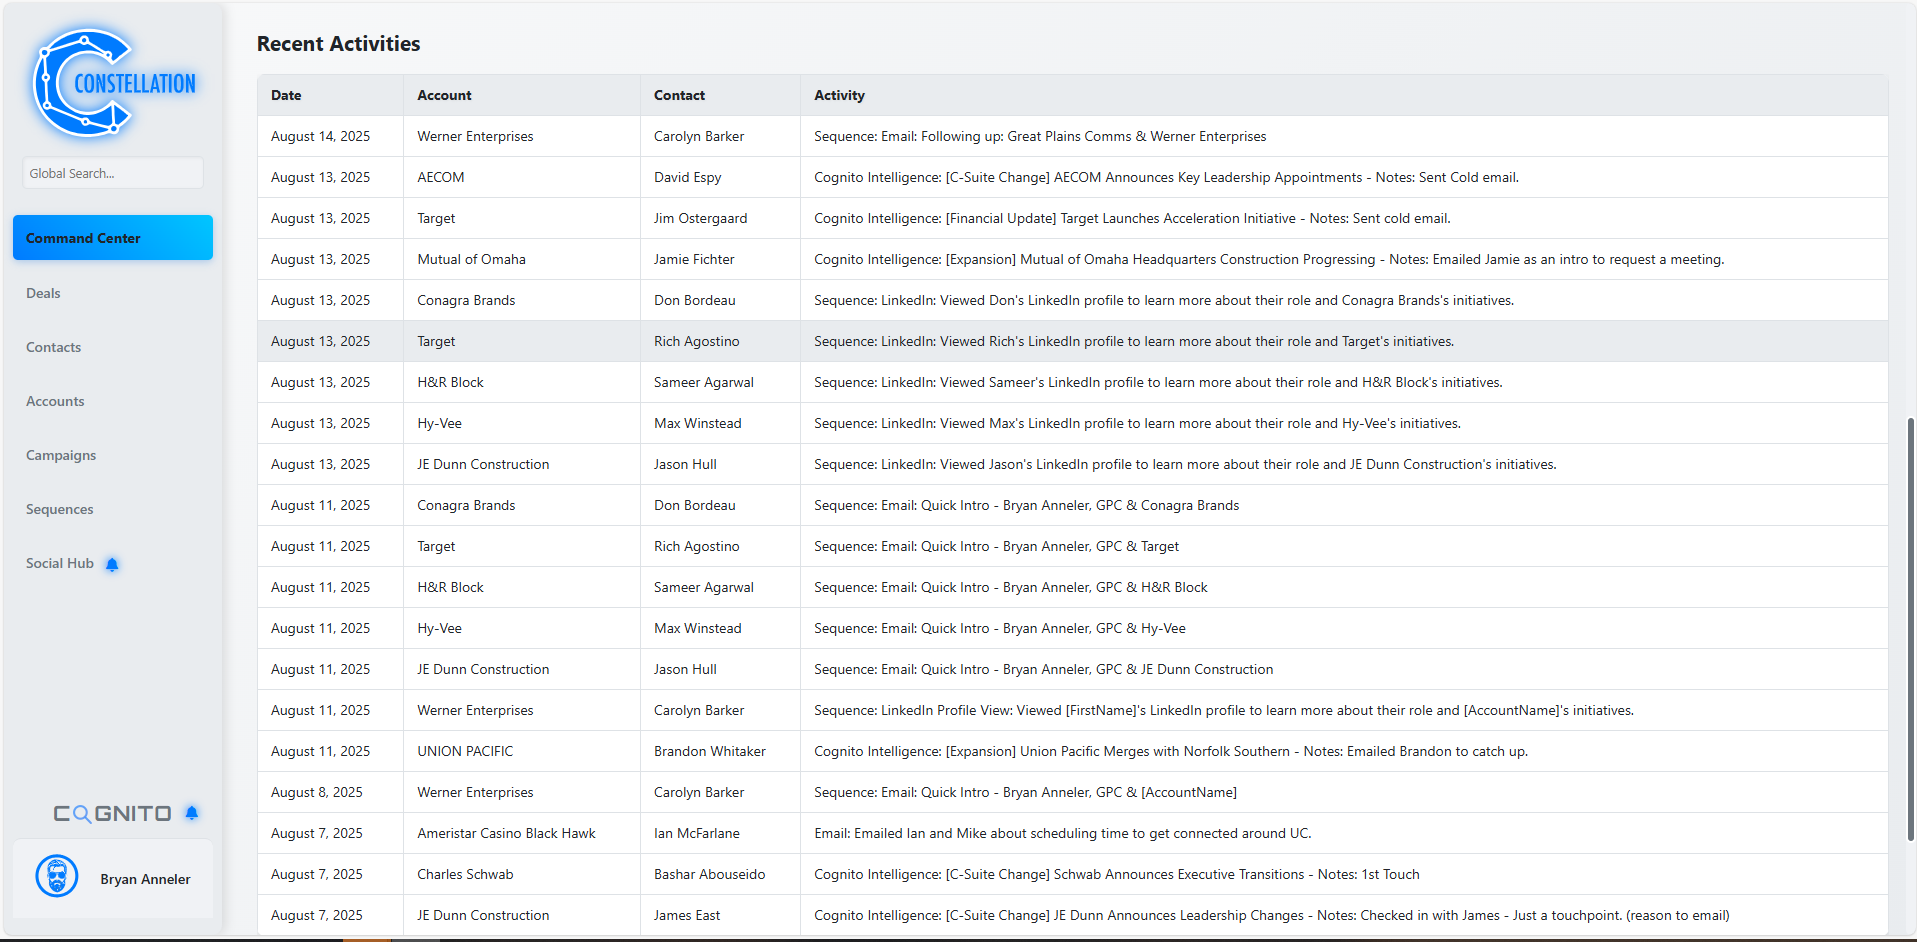 CONSTELLATION
Global Search...
Command Center
Deals
Contacts
Accounts
Campaigns
Sequences
Social Hub
COGNITO
Bryan Anneler
Recent Activities
Date Account Contact Activity
August 14, 2025 Werner Enterprises Carolyn Barker Sequence: Email: Following up: Great Plains Comms & Werner Enterprises
August 13, 2025 AECOM David Espy Cognito Intelligence: [C-Suite Change] AECOM Announces Key Leadership Appointments - Notes: Sent Cold email.
August 13, 2025 Target Jim Ostergaard Cognito Intelligence: [Financial Update] Target Launches Acceleration Initiative - Notes: Sent cold email.
August 13, 2025 Mutual of Omaha Jamie Fichter Cognito Intelligence: [Expansion] Mutual of Omaha Headquarters Construction Progressing - Notes: Emailed Jamie as an intro to request a meeting.
August 13, 2025 Conagra Brands Don Bordeau Sequence: LinkedIn: Viewed Don's LinkedIn profile to learn more about their role and Conagra Brands's initiatives.
August 13, 2025 Target Rich Agostino Sequence: LinkedIn: Viewed Rich's LinkedIn profile to learn more about their role and Target's initiatives.
August 13, 2025 H&R Block Sameer Agarwal Sequence: LinkedIn: Viewed Sameer's LinkedIn profile to learn more about their role and H&R Block's initiatives.
August 13, 2025 Hy-Vee Max Winstead Sequence: LinkedIn: Viewed Max's LinkedIn profile to learn more about their role and Hy-Vee's initiatives.
August 13, 2025 JE Dunn Construction Jason Hull Sequence: LinkedIn: Viewed Jason's LinkedIn profile to learn more about their role and JE Dunn Construction's initiatives.
August 11, 2025 Conagra Brands Don Bordeau Sequence: Email: Quick Intro - Bryan Anneler, GPC & Conagra Brands
August 11, 2025 Target Rich Agostino Sequence: Email: Quick Intro - Bryan Anneler, GPC & Target
August 11, 2025 H&R Block Sameer Agarwal Sequence: Email: Quick Intro - Bryan Anneler, GPC & H&R Block
August 11, 2025 Hy-Vee Max Winstead Sequence: Email: Quick Intro - Bryan Anneler, GPC & Hy-Vee
August 11, 2025 JE Dunn Construction Jason Hull Sequence: Email: Quick Intro - Bryan Anneler, GPC & JE Dunn Construction
August 11, 2025 Werner Enterprises Carolyn Barker Sequence: LinkedIn Profile View: Viewed [FirstName]'s LinkedIn profile to learn more about their role and [AccountName]'s initiatives.
August 11, 2025 UNION PACIFIC Brandon Whitaker Cognito Intelligence: [Expansion] Union Pacific Merges with Norfolk Southern - Notes: Emailed Brandon to catch up.
August 8, 2025 Werner Enterprises Carolyn Barker Sequence: Email: Quick Intro - Bryan Anneler, GPC & [AccountName]
August 7, 2025 Ameristar Casino Black Hawk Ian McFarlane Email: Emailed Ian and Mike about scheduling time to get connected around UC.
August 7, 2025 Charles Schwab Bashar Abouseido Cognito Intelligence: [C-Suite Change] Schwab Announces Executive Transitions - Notes: 1st Touch
August 7, 2025 JE Dunn Construction James East Cognito Intelligence: [C-Suite Change] JE Dunn Announces Leadership Changes - Notes: Checked in with James - Just a touchpoint. (reason to email)